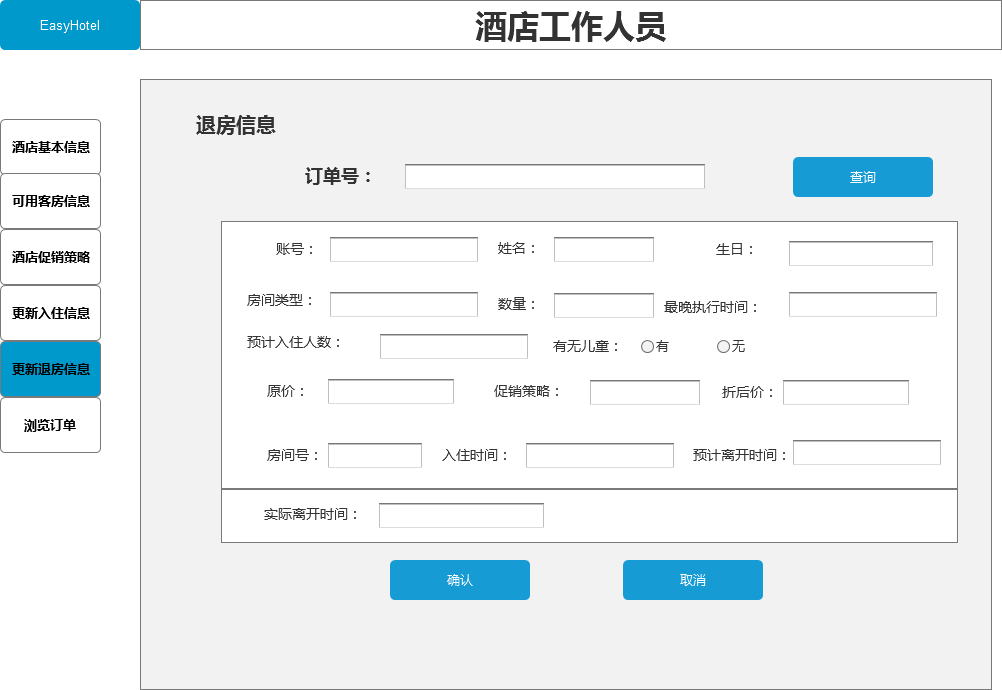 EasyHotel
酒店工作人员
酒店基本信息
可用客房信息
酒店促销策略
更新入住信息
更新退房信息
浏览订单
退房信息
订单号： 查询
账号： 姓名： 生日：
房间类型： 数量： 最晚执行时间：
预计入住人数： 有无儿童： 有 无
原价： 促销策略： 折后价：
房间号： 入住时间： 预计离开时间：
实际离开时间：
确认 取消